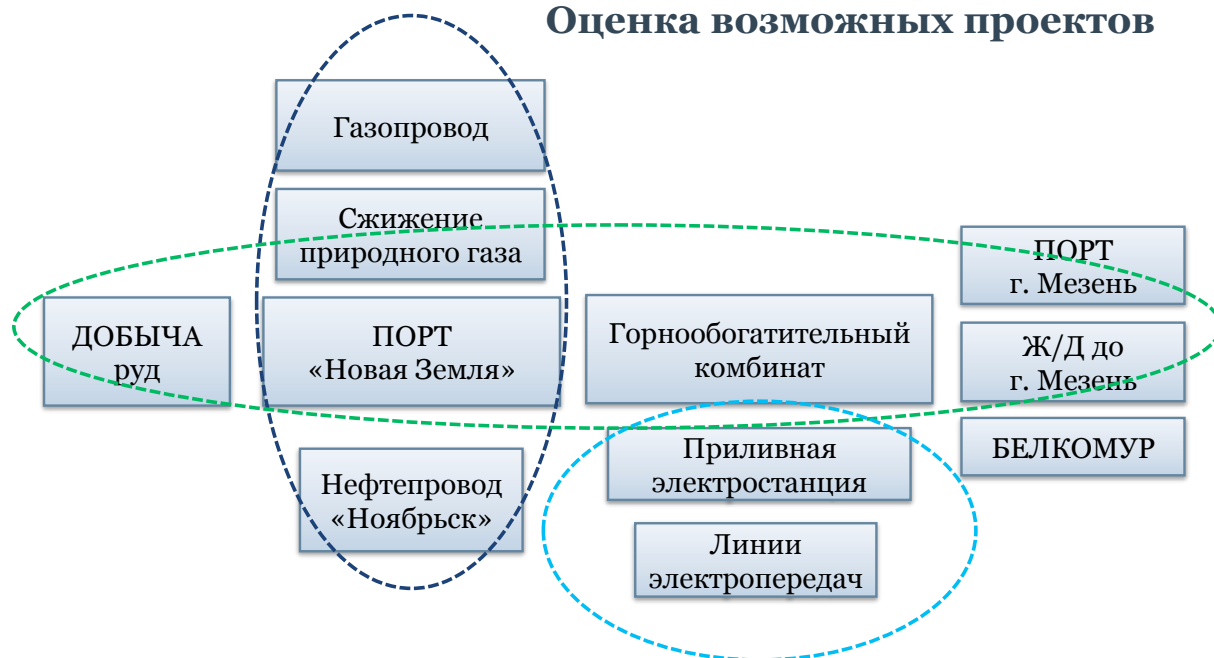 Оценка возможных проектов
Газопровод
Сжижение
природного газа
ПОРТ
г. Мезень
ДОБЫЧА
руд
ПОРТ
«Новая Земля»
Горнообогатительный
комбинат
Ж/Д до
г. Мезень
Нефтепровод
«Ноябрьск»
Приливная
электростанция
БЕЛКОМУР
Линии
электропередач